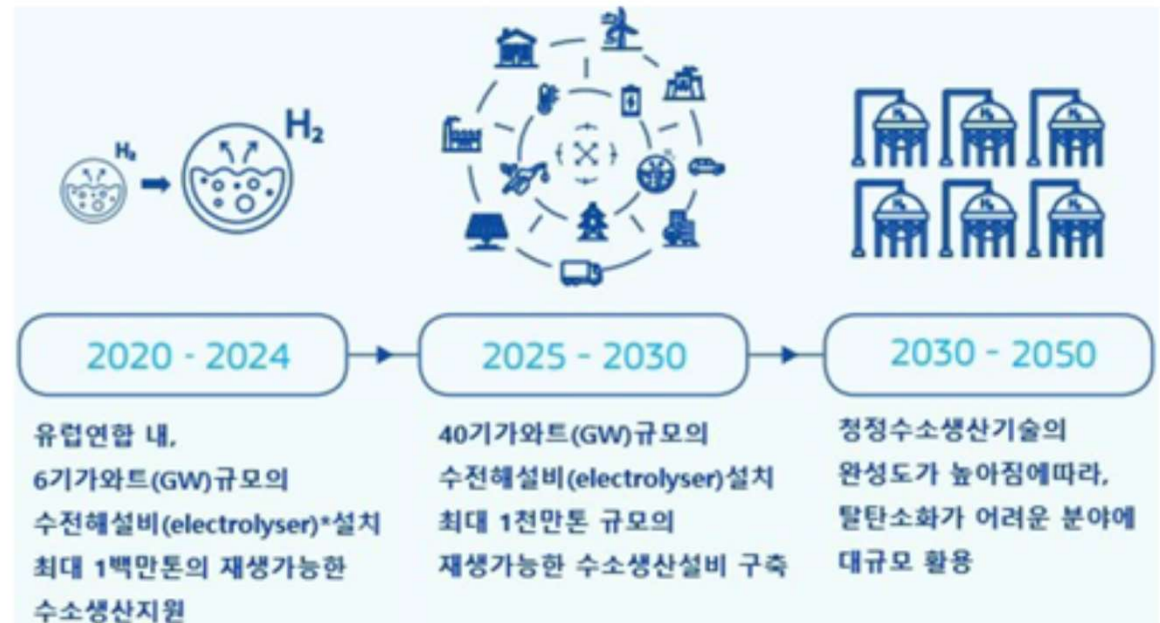 H₂
H₂
2020 - 2024
유럽연합 내,
6기가와트(GW)규모의
수전해설비(electrolyser)*설치
최대 1백만톤의 재생가능한
수소생산지원
2025 - 2030
40기가와트(GW)규모의
수전해설비(electrolyser)설치
최대 1천만톤 규모의
재생가능한 수소생산설비 구축
H₂ H₂ H₂
H₂ H₂ H₂
2030 - 2050
청정수소생산기술의
완성도가 높아짐에따라,
탈탄소화가 어려운 분야에
대규모 활용